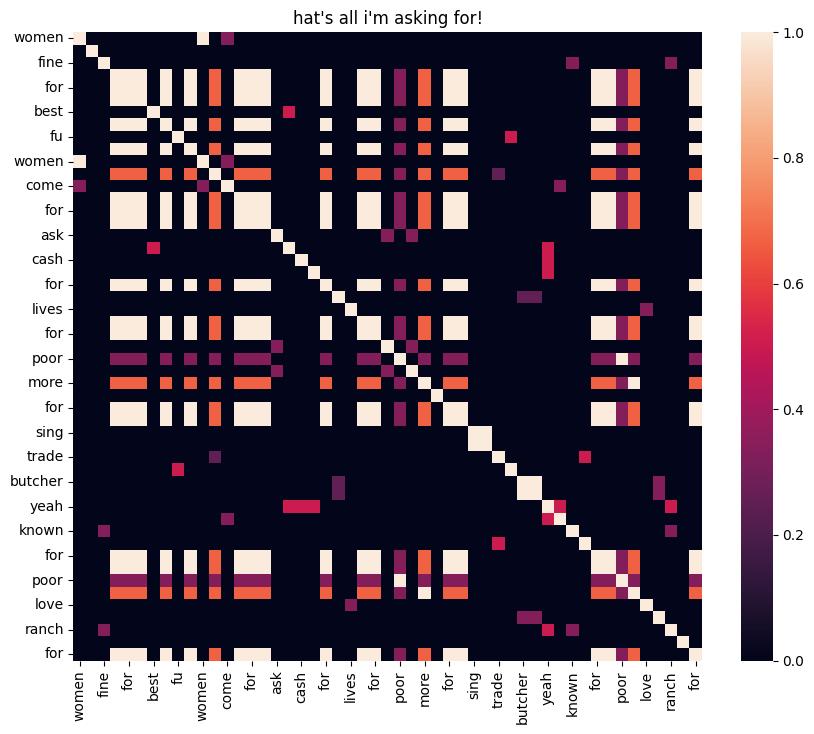 hat's all i'm asking for!
women
fine
for
best
fu
women
come
for
ask
cash
for
lives
for
poor
more
for
sing
trade
butcher
yeah
known
for
poor
love
ranch
for
1.0
0.8
0.6
0.4
0.2
0.0
women fine for best fu women come for ask cash for lives for poor more for sing trade butcher yeah known for poor love ranch for